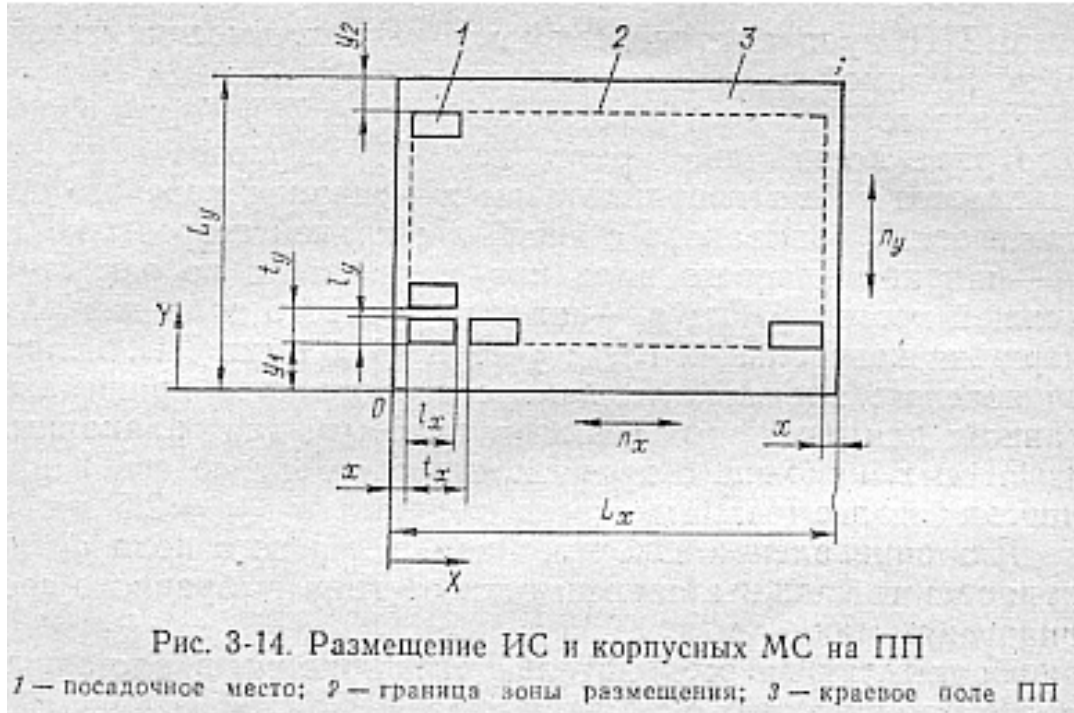 y2
1
2
3
Ly
ty
ly
ny
Y
y1
0
lx
nx
x
x
tx
Lx
X
Рис. 3-14. Размещение ИС и корпусных МС на ПП
1 — посадочное место; 2 — граница зоны размещения; 3 — краевое поле ПП